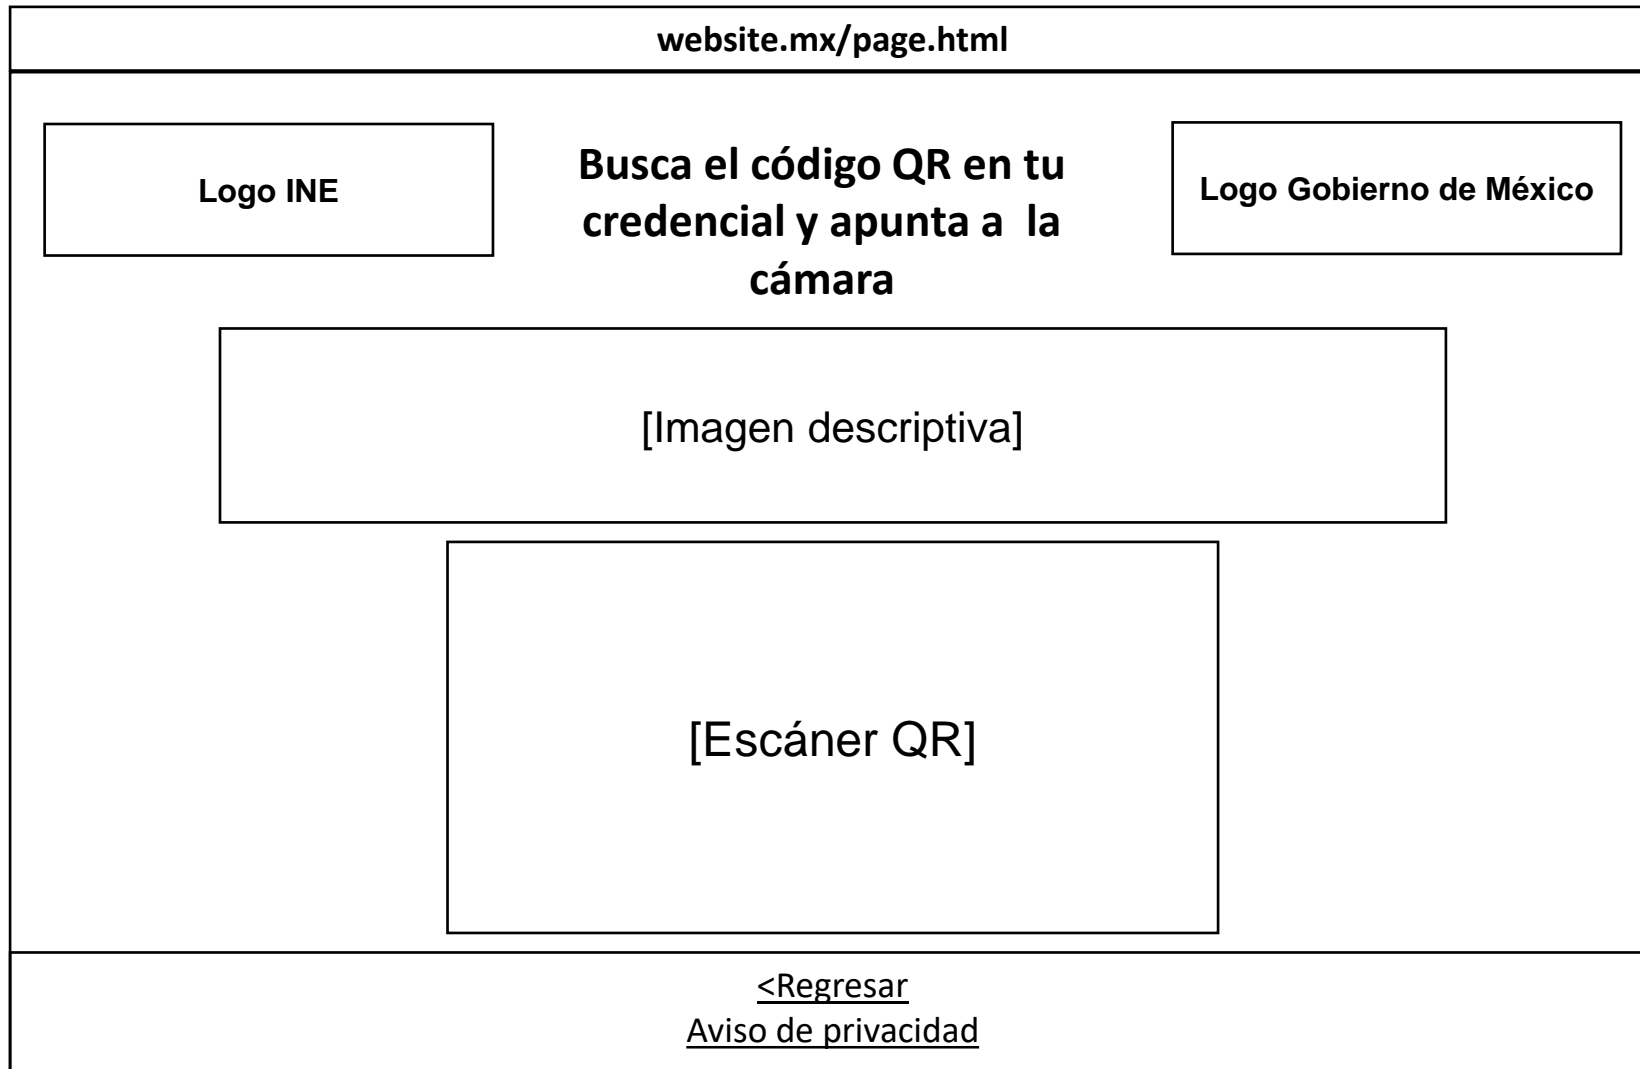 website.mx/page.html
Logo INE
Busca el código QR en tu
credencial y apunta a  la
cámara
Logo Gobierno de México
[Imagen descriptiva]
[Escáner QR]
<Regresar
Aviso de privacidad